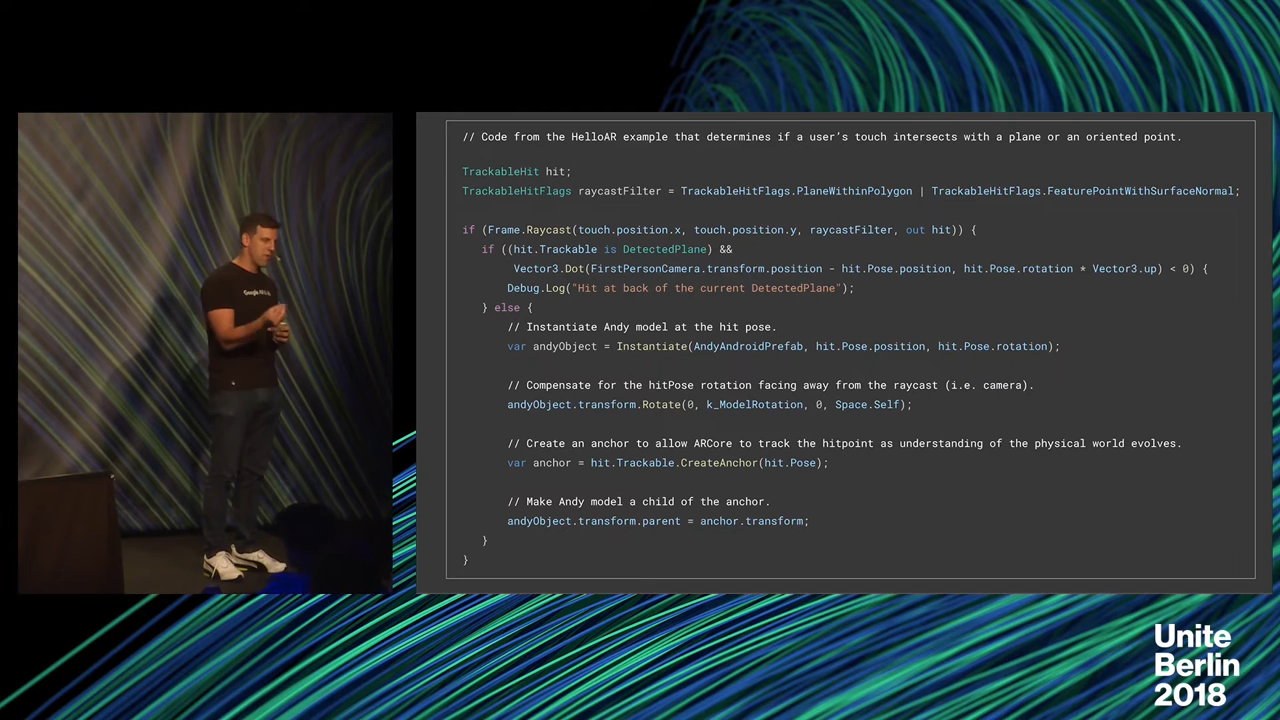 // Code from the HelloAR example that determines if a user's touch intersects with a plane or an oriented point.
TrackableHit hit;
TrackableHitFlags raycastFilter = TrackableHitFlags.PlaneWithinPolygon | TrackableHitFlags.FeaturePointWithSurfaceNormal;
if (Frame.Raycast(touch.position.x, touch.position.y, raycastFilter, out hit)) {
if ((hit.Trackable is DetectedPlane) &&
Vector3.Dot(FirstPersonCamera.transform.position - hit.Pose.position, hit.Pose.rotation * Vector3.up) < 0) {
Debug.Log("Hit at back of the current DetectedPlane");
} else {
// Instantiate Andy model at the hit pose.
var andyObject = Instantiate(AndyAndroidPrefab, hit.Pose.position, hit.Pose.rotation);
// Compensate for the hitPose rotation facing away from the raycast (i.e. camera).
andyObject.transform.Rotate(0, k_ModelRotation, 0, Space.Self);
// Create an anchor to allow ARCore to track the hitpoint as understanding of the physical world evolves.
var anchor = hit.Trackable.CreateAnchor(hit.Pose);
// Make Andy model a child of the anchor.
andyObject.transform.parent = anchor.transform;
}
}
Google
Unite
Berlin
2018